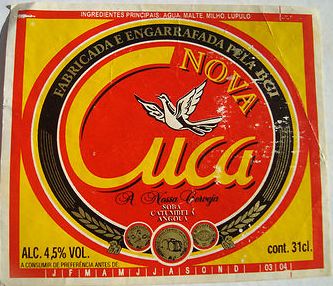 INGREDIENTES PRINCIPAIS: AGUA, MALTE, MILHO, LUPULO
FABRICADA E ENGARRAFADA PELA BGI
NOVA
Cuca
A Nossa Cerveja
SOBA
CATUMBELA
ANGOLA
ALC. 4,5% VOL.
cont. 31cl.
A CONSUMIR DE PREFERÊNCIA ANTES DE:
J F M A M J J A S O N D 03 04